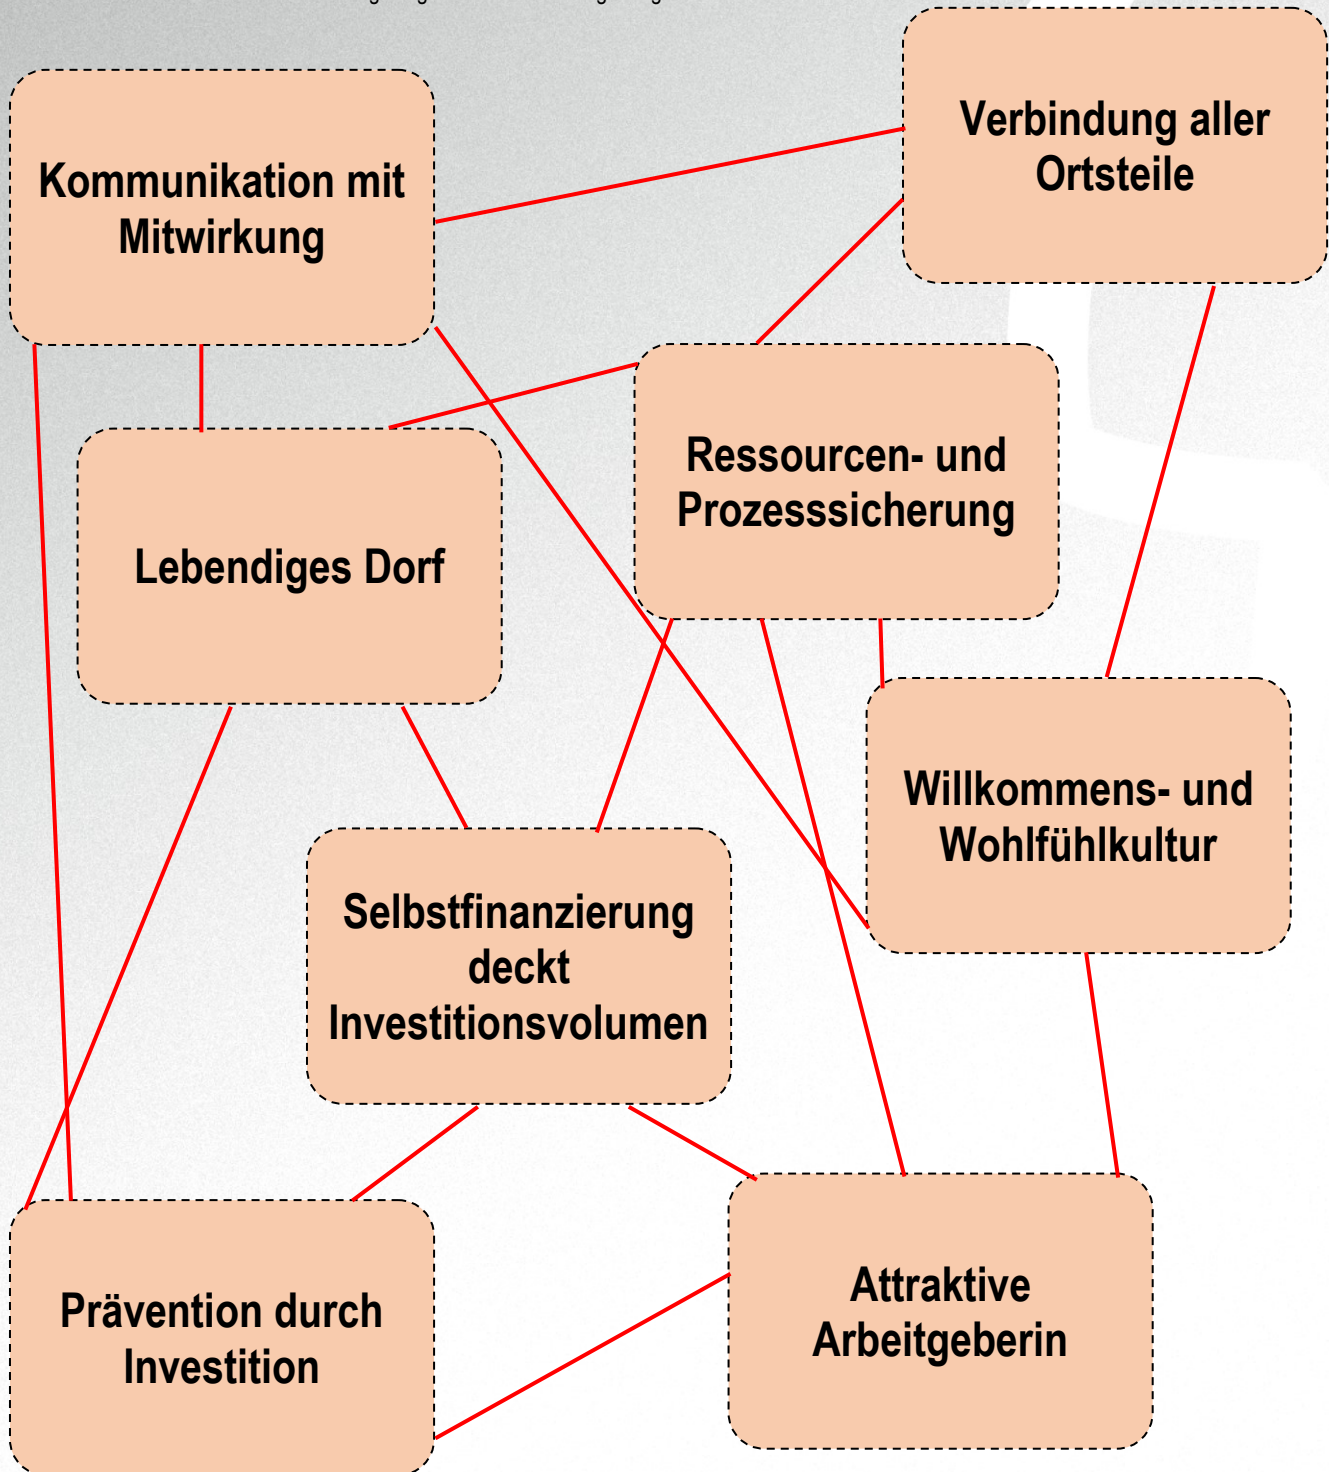 Verbindung aller
Ortsteile
Kommunikation mit
Mitwirkung
Ressourcen- und
Prozesssicherung
Lebendiges Dorf
Willkommens- und
Wohlfühlkultur
Selbstfinanzierung
deckt
Investitionsvolumen
Attraktive
Arbeitgeberin
Prävention durch
Investition